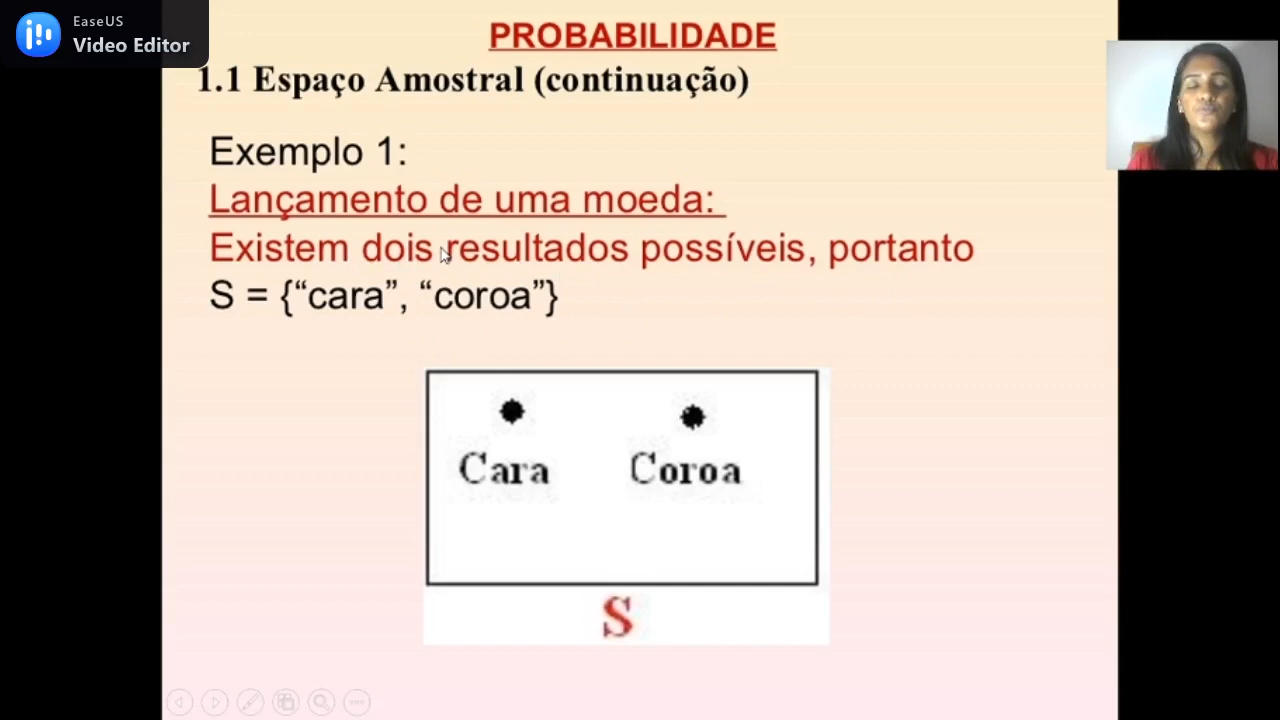 EaseUS
Video Editor
PROBABILIDADE
1.1 Espaço Amostral (continuação)
Exemplo 1:
Lançamento de uma moeda:
Existem dois resultados possíveis, portanto
S = {“cara”, “coroa”}
Cara Coroa
S